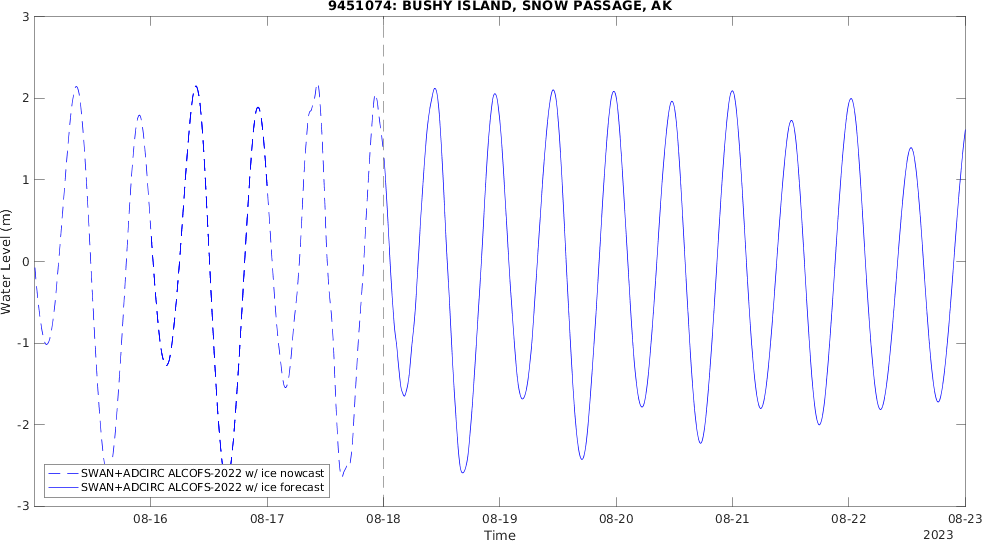 9451074: BUSHY ISLAND, SNOW PASSAGE, AK
3
2
1
0
-1
-2
-3
Water Level (m)
SWAN+ADCIRC ALCOFS-2022 w/ ice nowcast
SWAN+ADCIRC ALCOFS-2022 w/ ice forecast
08-16 08-17 08-18 08-19 08-20 08-21 08-22 08-23
Time
2023